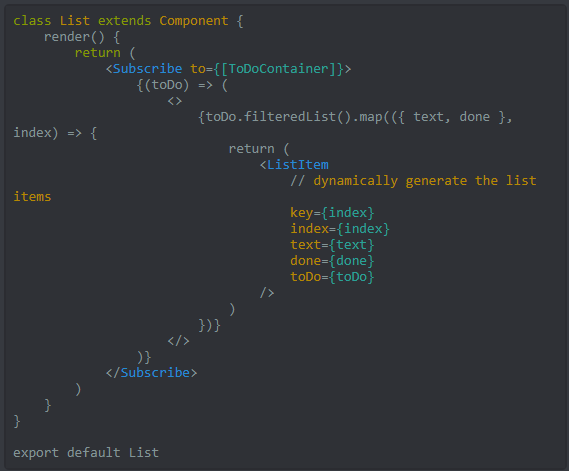 class List extends Component {
    render() {
        return (
            <Subscribe to={[ToDoContainer]}>
                {(toDo) => (
                    <>
                        {toDo.filteredList().map(({ text, done },
index) => {
                            return (
                                <ListItem
                                    // dynamically generate the list
items
                                    key={index}
                                    index={index}
                                    text={text}
                                    done={done}
                                    toDo={toDo}
                                />
                            )
                        })}
                    </>
                )}
            </Subscribe>
        )
    }
}

export default List